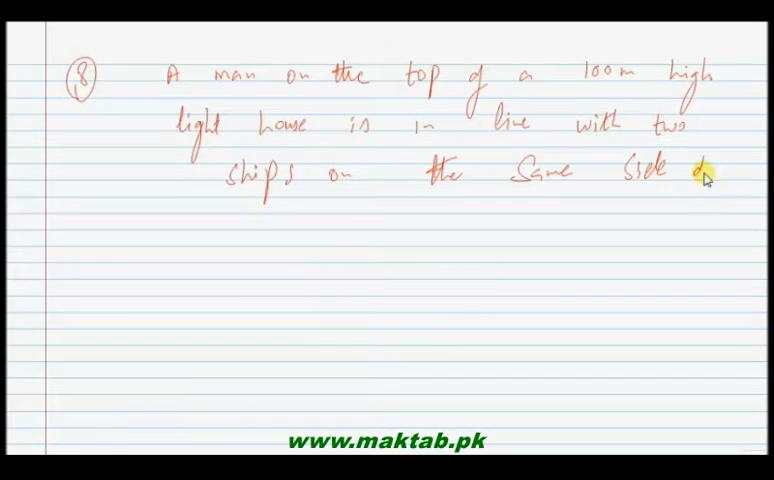 8
A man on the top of a 100m high
light house is in line with two
ships on the same side
www.maktab.pk